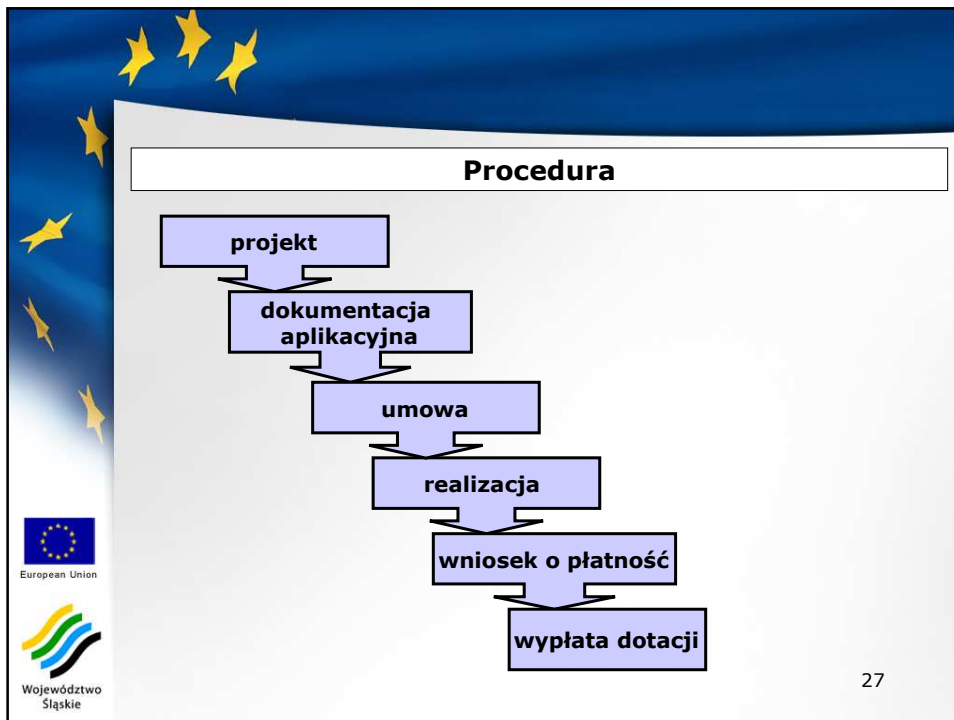 Procedura
projekt
dokumentacja
aplikacyjna
umowa
realizacja
wniosek o płatność
wypłata dotacji
European Union
Województwo
Śląskie
27